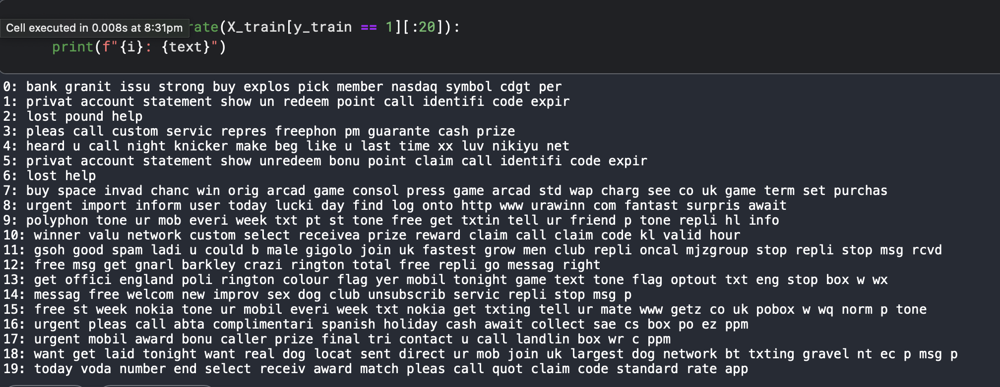 Cell executed in 0.008s at 8:31pm rate(X_train[y_train == 1][:20]):
print(f"{i}: {text}")
0: bank granit issu strong buy explos pick member nasdaq symbol cdgt per
1: privat account statement show un redeem point call identifi code expir
2: lost pound help
3: pleas call custom servic repres freephon pm guarante cash prize
4: heard u call night knicker make beg like u last time xx luv nikiyu net
5: privat account statement show unredeem bonu point claim call identifi code expir
6: lost help
7: buy space invad chanc win orig arcad game consol press game arcad std wap charg see co uk game term set purchas
8: urgent import inform user today lucki day find log onto http www urawinn com fantast surpris await
9: polyphon tone ur mob everi week txt pt st tone free get txtin tell ur friend p tone repli hl info
10: winner valu network custom select receivea prize reward claim call claim code kl valid hour
11: gsoh good spam ladi u could b male gigolo join uk fastest grow men club repli oncal mjzgroup stop repli stop msg rcvd
12: free msg get gnarl barkley crazi rington total free repli go messag right
13: get offici england poli rington colour flag yer mobil tonight game text tone flag optout txt eng stop box w wx
14: messag free welcom new improv sex dog club unsubscrib servic repli stop msg p
15: free st week nokia tone ur mobil everi week txt nokia get txting tell ur mate www getz co uk pobox w wq norm p tone
16: urgent pleas call abta complimentari spanish holiday cash await collect sae cs box po ez ppm
17: urgent mobil award bonu caller prize final tri contact u call landlin box wr c ppm
18: want get laid tonight want real dog locat sent direct ur mob join uk largest dog network bt txting gravel nt ec p msg p
19: today voda number end select receiv award match pleas call quot claim code standard rate app